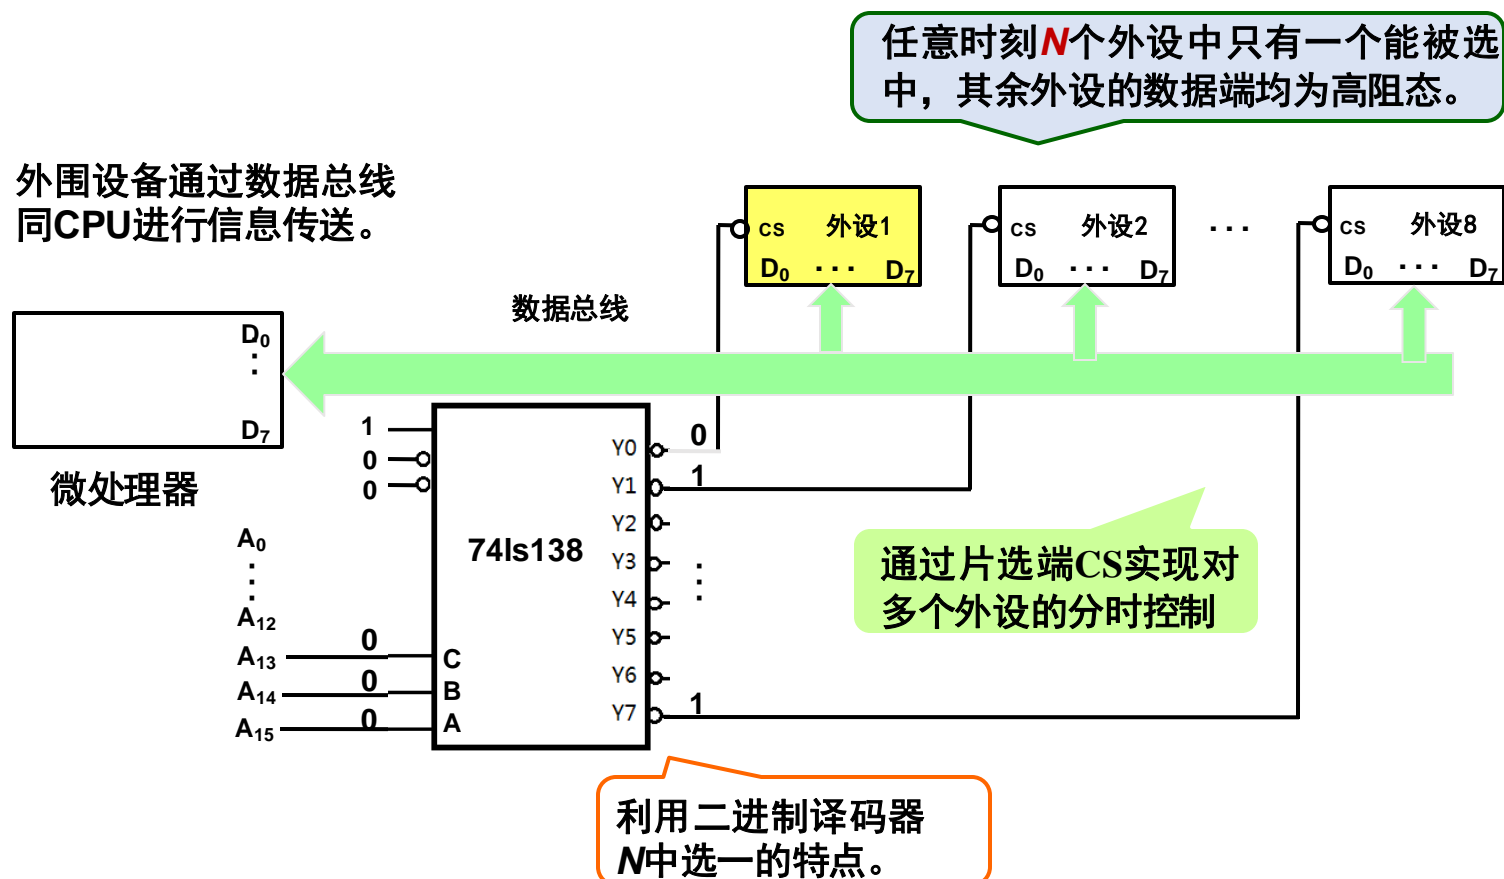 任意时刻N个外设中只有一个能被选
中，其余外设的数据端均为高阻态。
外围设备通过数据总线
同CPU进行信息传送。
CS 外设1
D0 ··· D7
CS 外设2
D0 ··· D7
···
CS 外设8
D0 ··· D7
数据总线
D0
⋮
D7
微处理器
1
0
0
A0
⋮
A12
A13 0 C
A14 0 B
A15 0 A
74ls138
Y0 0
Y1 1
Y2
Y3
Y4
⋮
Y5
Y6
Y7 1
通过片选端CS实现对
多个外设的分时控制
利用二进制译码器
N中选一的特点。